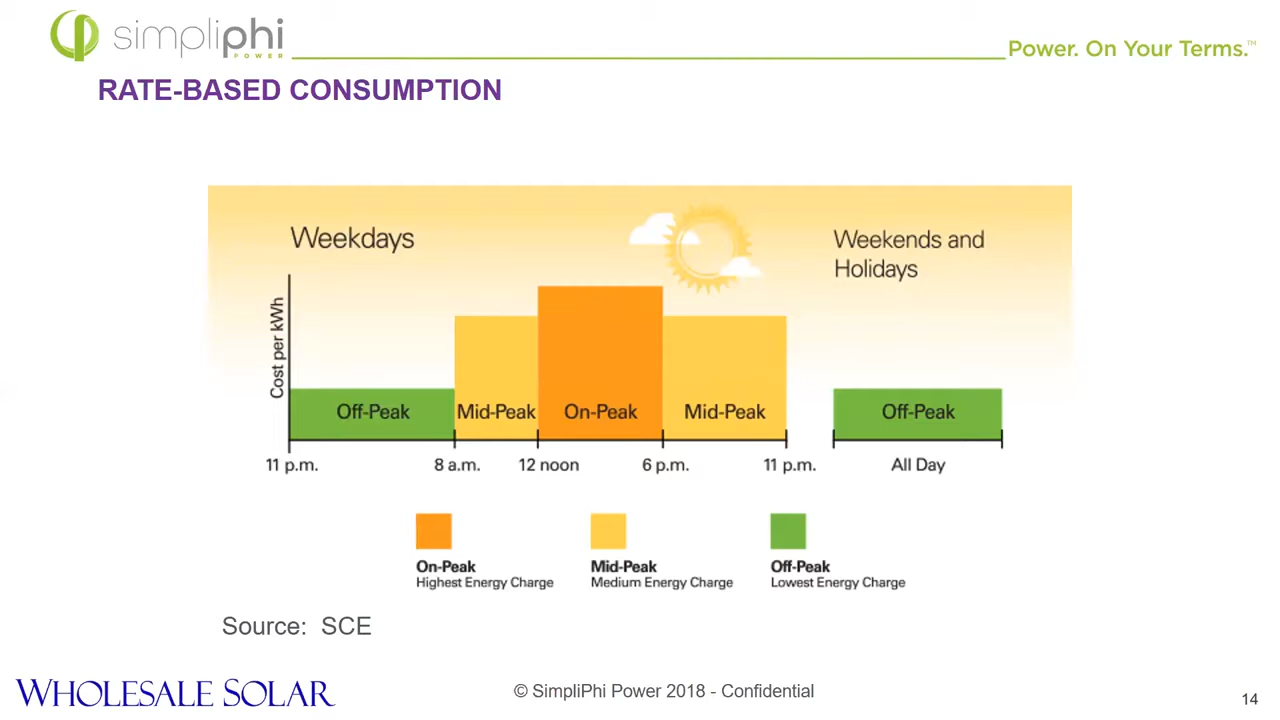 simpliphi
POWER
Power. On Your Terms.™
RATE-BASED CONSUMPTION
Weekdays
Weekends and
Holidays
Cost per kWh
Off-Peak
Mid-Peak
On-Peak
Mid-Peak
Off-Peak
11 p.m.
8 a.m.
12 noon
6 p.m.
11 p.m.
All Day
On-Peak
Highest Energy Charge
Mid-Peak
Medium Energy Charge
Off-Peak
Lowest Energy Charge
Source: SCE
WHOLESALE SOLAR
© SimpliPhi Power 2018 - Confidential
14